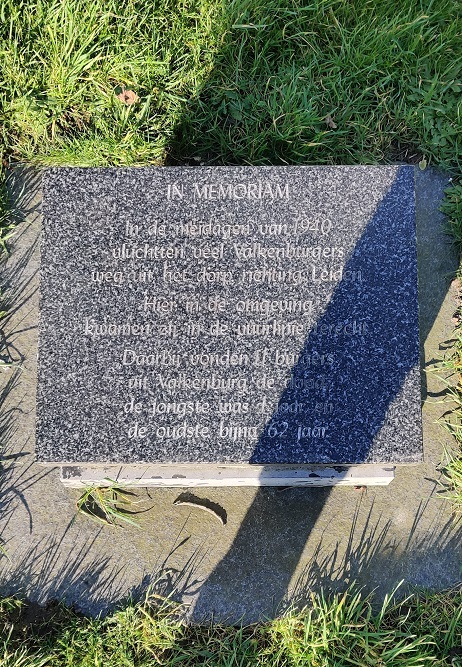 IN MEMORIAM
In de meidagen van 1940
vluchtten veel Valkenburgers
weg uit het dorp richting Leiden.
Hier in de omgeving
kwamen zij in de vuurlinie terecht.
Daarbij vonden 11 burgers
uit Valkenburg de dood,
de jongste was 1 jaar en
de oudste bijna 62 jaar.